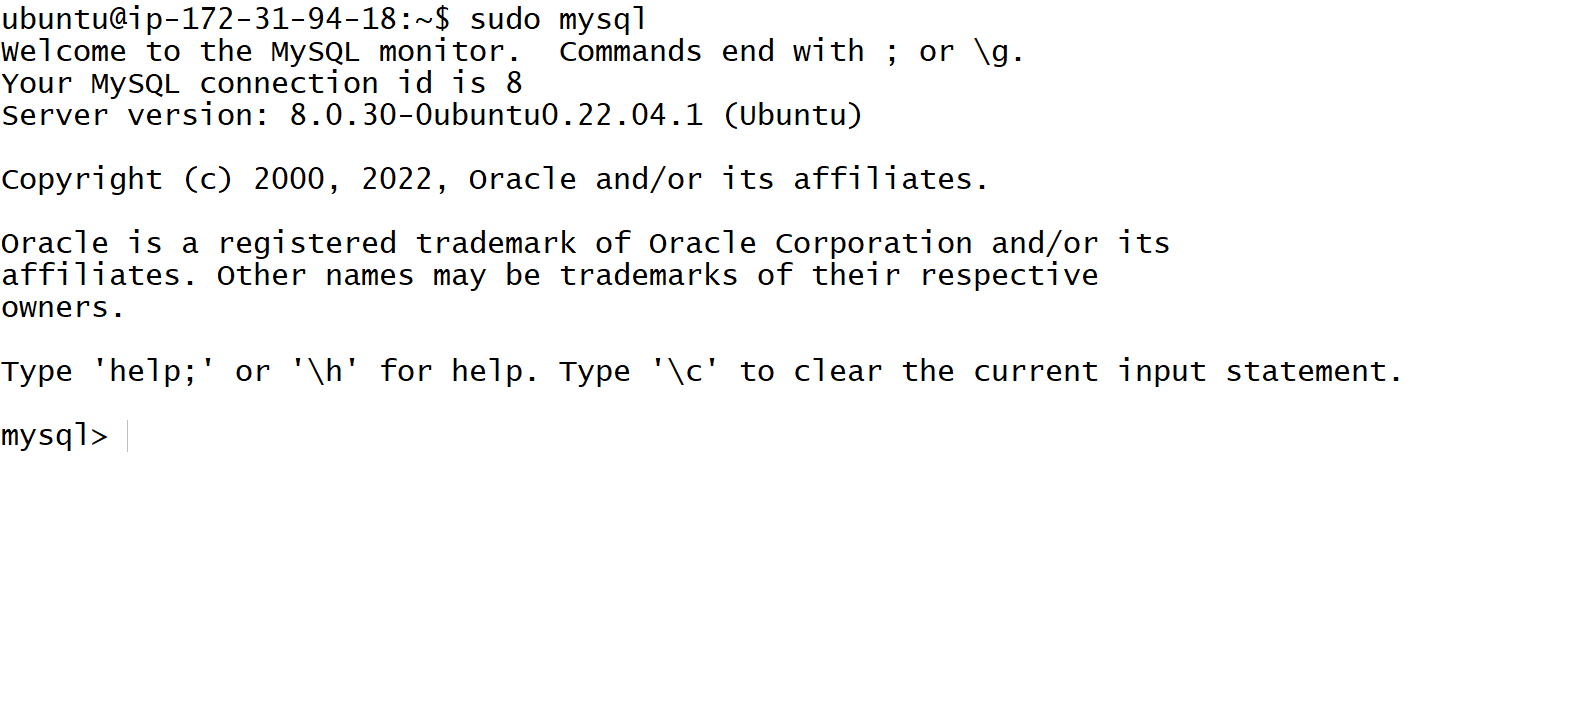 ubuntu@ip-172-31-94-18:~$ sudo mysql
Welcome to the MySQL monitor.  Commands end with ; or \g.
Your MySQL connection id is 8
Server version: 8.0.30-0ubuntu0.22.04.1 (Ubuntu)

Copyright (c) 2000, 2022, Oracle and/or its affiliates.

Oracle is a registered trademark of Oracle Corporation and/or its
affiliates. Other names may be trademarks of their respective
owners.

Type 'help;' or '\h' for help. Type '\c' to clear the current input statement.

mysql>